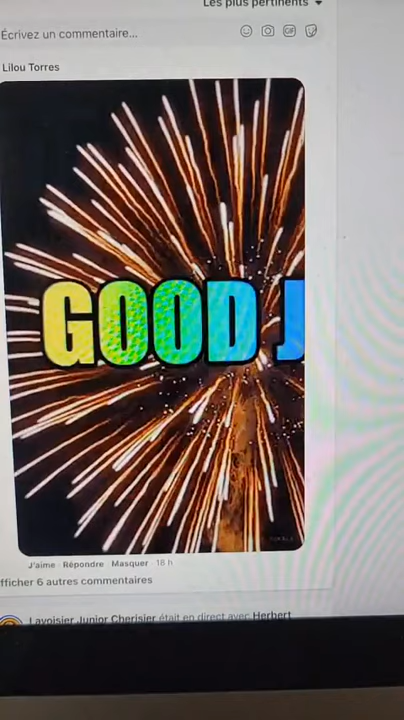 Les plus pertinents
Écrivez un commentaire...
GIF
Lilou Torres
GOOD J
J'aime Répondre Masquer 18 h
fficher 6 autres commentaires
Lavoisier Junior Cherisier était en direct avec Herbert